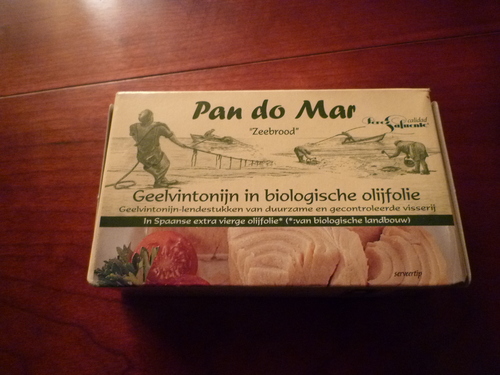 Pan do Mar
"Zeebrood"
calidad
Geelvintonijn in biologische olijfolie
Geelvintonijn-lendestukken van duurzame en gecontroleerde visserij
In Spaanse extra vierge olijfolie* (*:van biologische landbouw)
serveertip